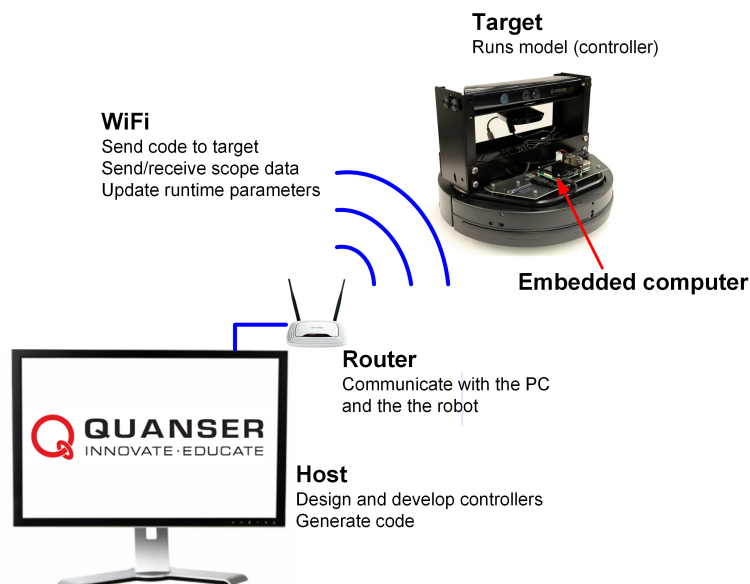 Target
Runs model (controller)
WiFi
Send code to target
Send/receive scope data
Update runtime parameters
Embedded computer
Router
Communicate with the PC
and the the robot
QUANSER
INNOVATE·EDUCATE
Host
Design and develop controllers
Generate code